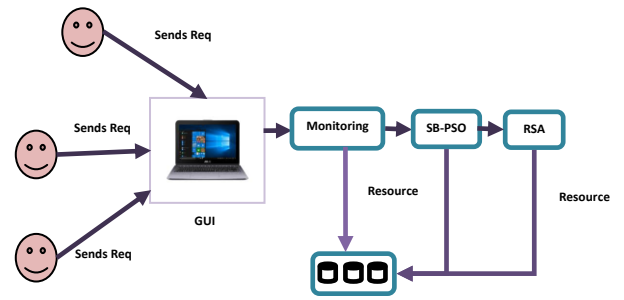 Sends Req
Sends Req
Sends Req
GUI
Monitoring
SB-PSO
RSA
Resource
Resource